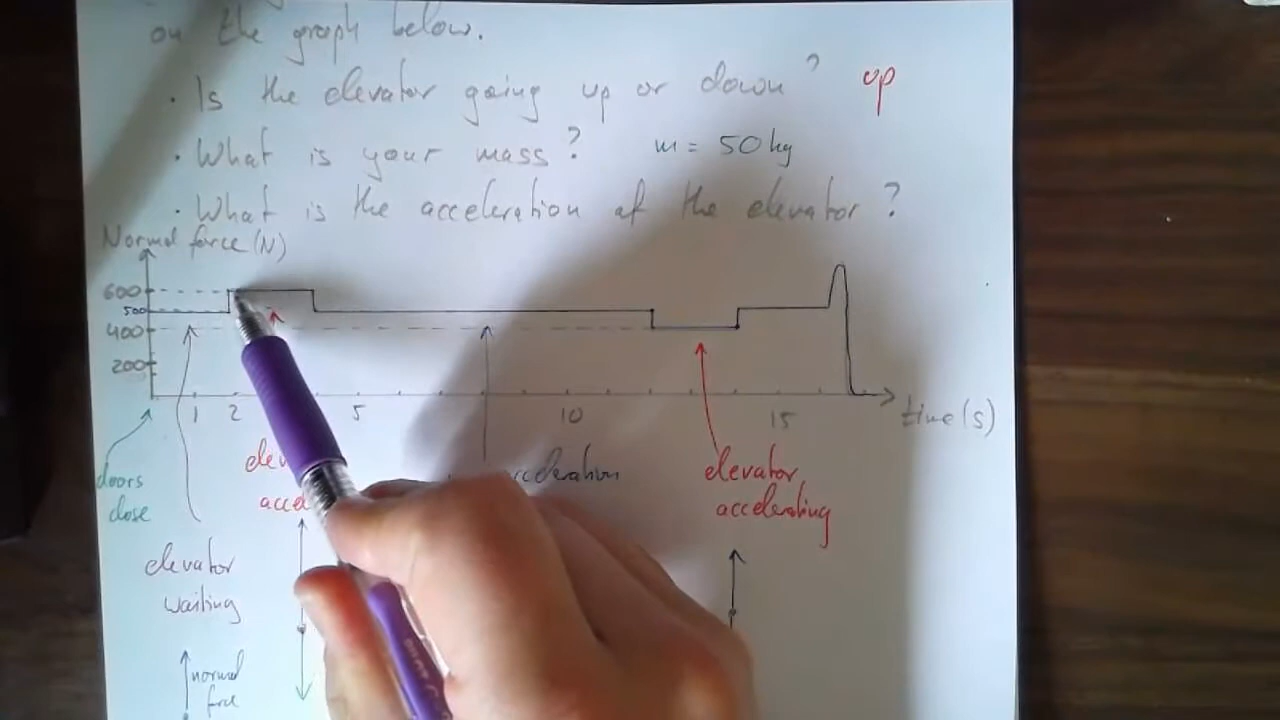 on the graph below.
· Is the elevator going up or down? up
· What is your mass? m = 50 kg
· What is the acceleration of the elevator?
Normal force (N)
600
500
400
200
1 2 5 10 15 time (s)
doors close
elevator waiting
normal force
elevator accelerating